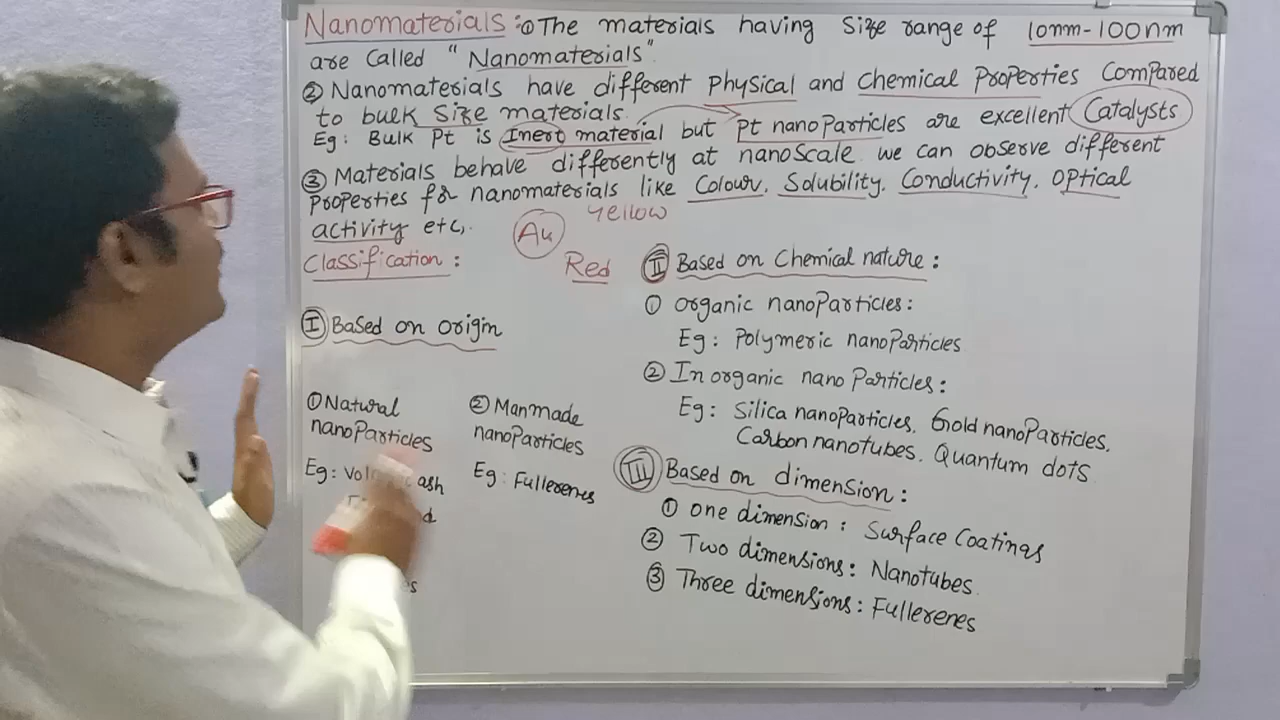 Nanomaterials: ① The materials having Size range of 10nm-100nm
are Called "Nanomaterials"
② Nanomaterials have different Physical and Chemical Properties Compared
to bulk Size materials.
Eg: Bulk Pt is Inert material but Pt nanoParticles are excellent Catalysts
③ Materials behave differently at nanoScale. we can observe different
Properties for nanomaterials like Colour, Solubility, Conductivity, Optical
activity etc,.
Au
Yellow
Red
Classification:
Ⅰ Based on origin
① Natural
nanoParticles
Eg: ash
② Manmade
nanoParticles
Eg: Fullerenes
Ⅱ Based on Chemical nature:
① Organic nanoParticles:
Eg: Polymeric nanoParticles
② Inorganic nanoParticles:
Eg: Silica nanoParticles, Gold nanoParticles,
Carbon nanotubes, Quantum dots
Ⅲ Based on dimension:
① one dimension: Surface Coatings
② Two dimensions: Nanotubes
③ Three dimensions: Fullerenes